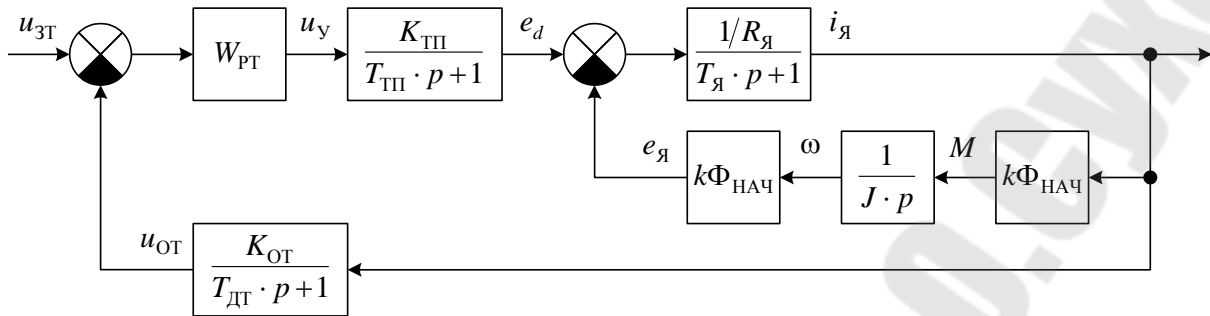 u_ЗТ
W_РТ
u_У
K_ТП
T_ТП · p + 1
e_d
1/R_Я
T_Я · p + 1
i_Я
e_Я
kФ_НАЧ
ω
1
J · p
M
kФ_НАЧ
u_ОТ
K_ОТ
T_ДТ · p + 1